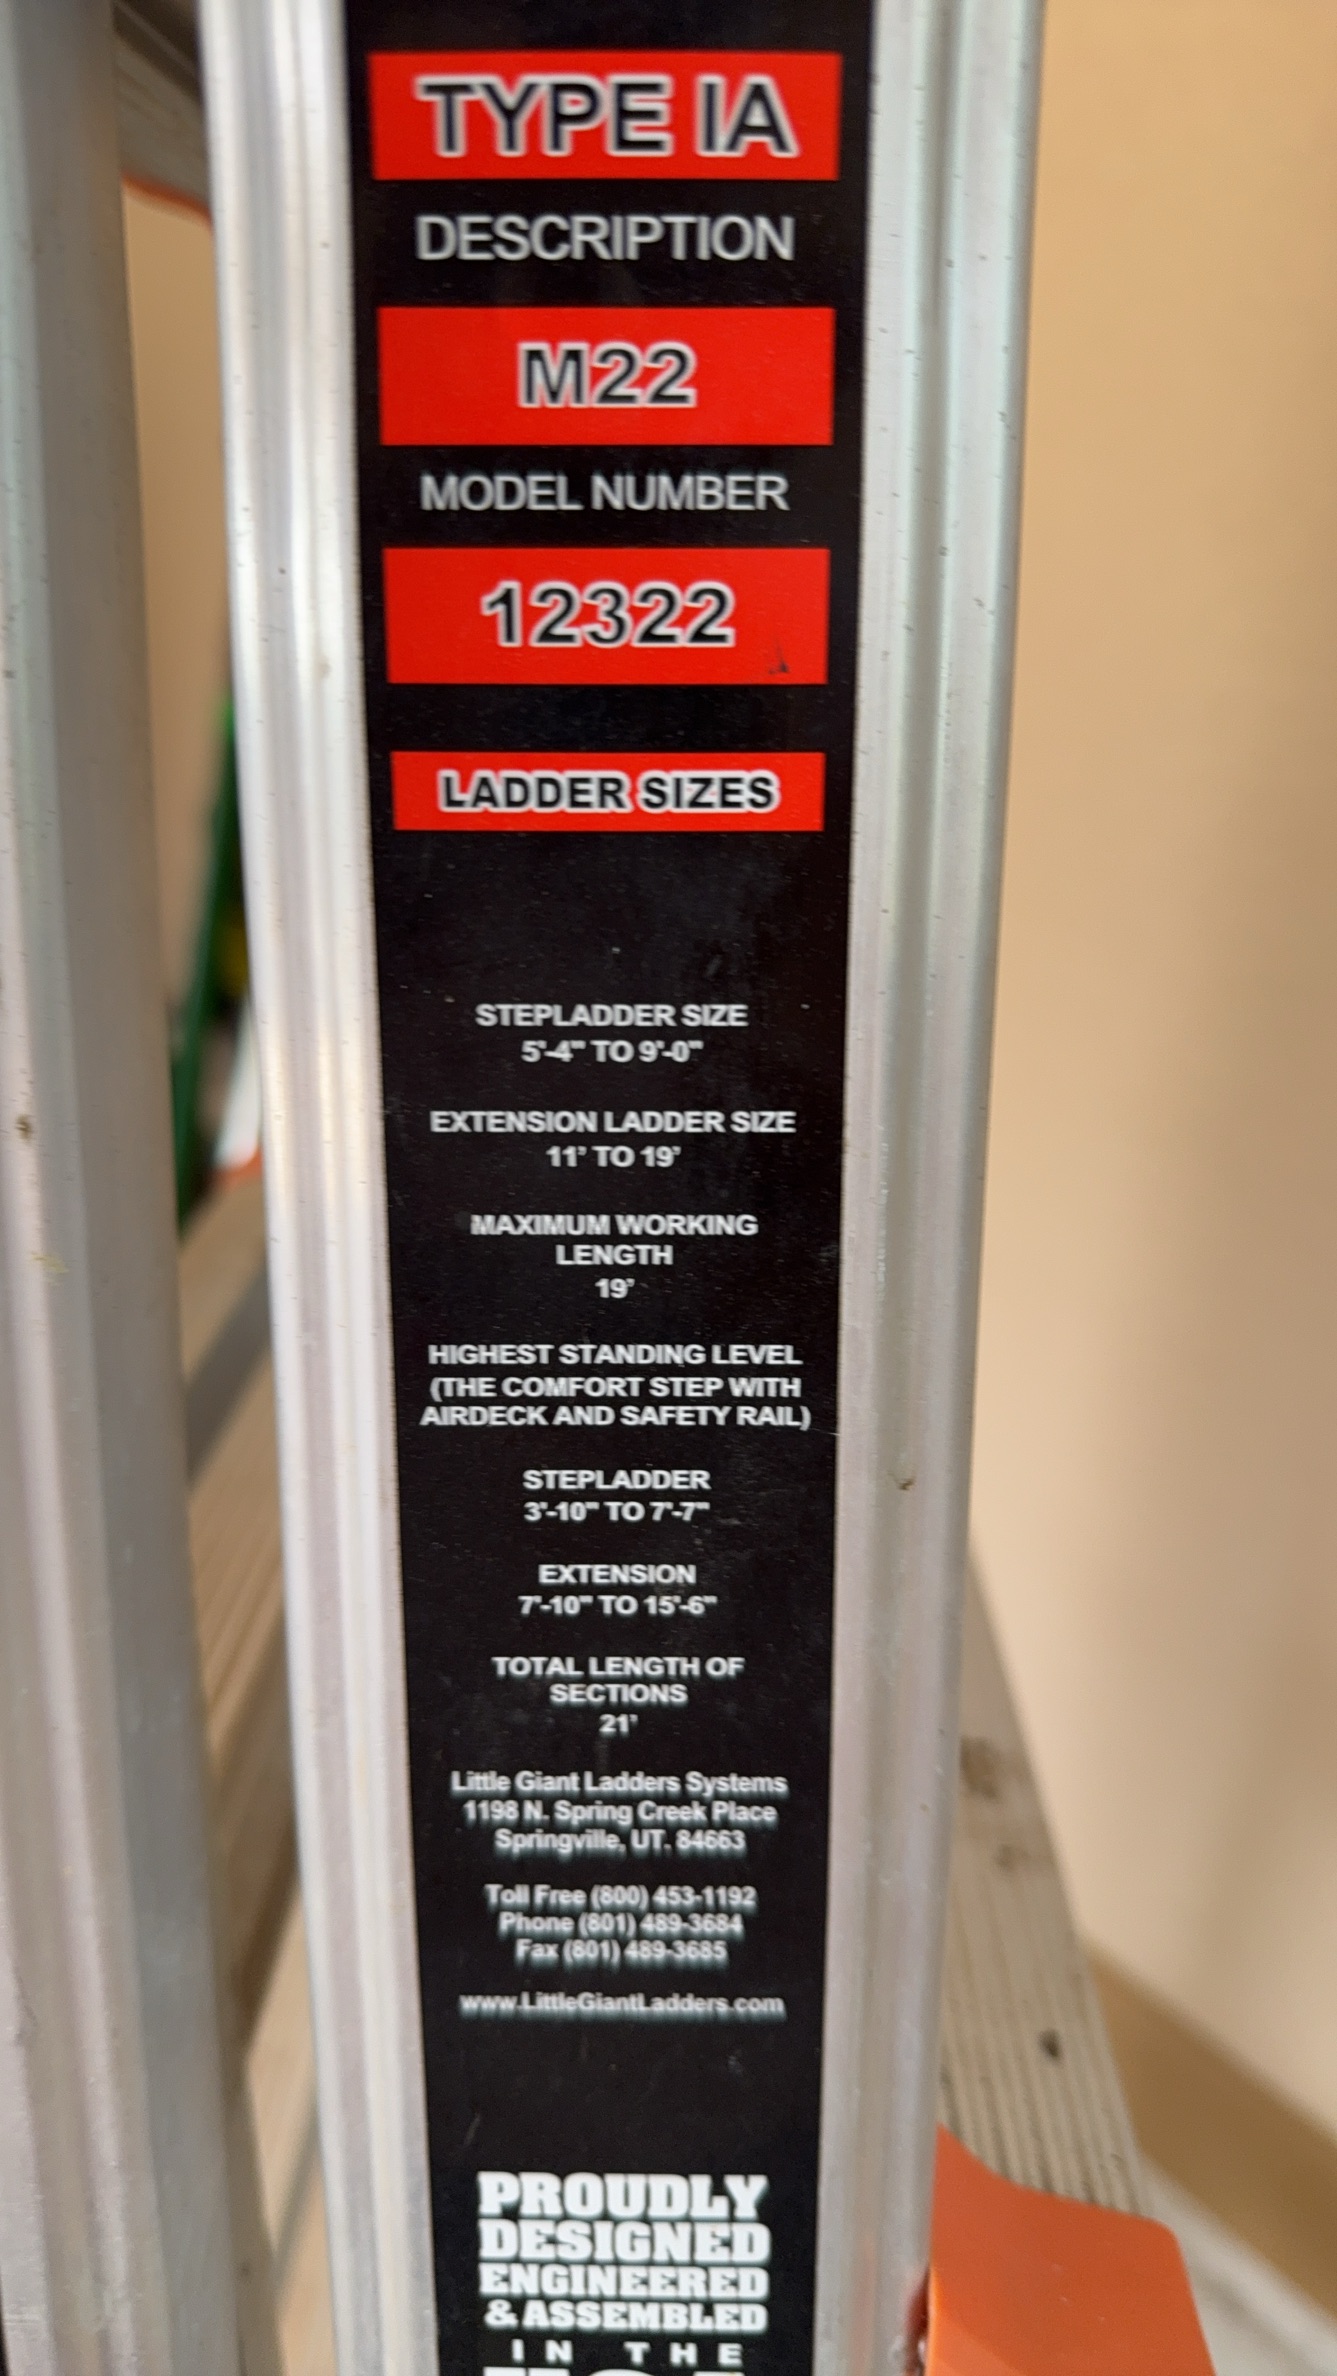 TYPE IA
DESCRIPTION
M22
MODEL NUMBER
12322
LADDER SIZES
STEPLADDER SIZE
5'-4" TO 9'-0"
EXTENSION LADDER SIZE
11' TO 19'
MAXIMUM WORKING
LENGTH
19'
HIGHEST STANDING LEVEL
(THE COMFORT STEP WITH
AIRDECK AND SAFETY RAIL)
STEPLADDER
3'-10" TO 7'-7"
EXTENSION
7'-10" TO 15'-6"
TOTAL LENGTH OF
SECTIONS
21'
Little Giant Ladders Systems
1198 N. Spring Creek Place
Springville, UT. 84663
Toll Free (800) 453-1192
Phone (801) 489-3684
Fax (801) 489-3685
www.LittleGiantLadders.com
PROUDLY
DESIGNED
ENGINEERED
& ASSEMBLED
IN THE